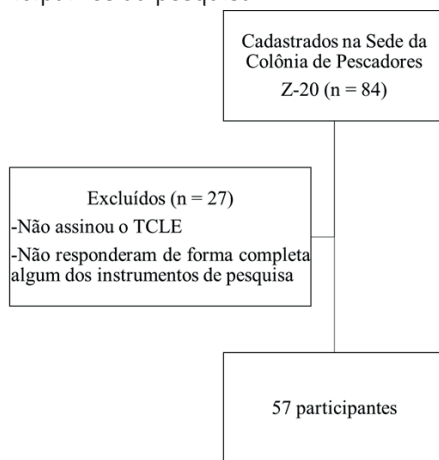 Cadastrados na Sede da
Colônia de Pescadores
Z-20 (n = 84)
Excluídos (n = 27)
-Não assinou o TCLE
-Não responderam de forma completa
algum dos instrumentos de pesquisa
57 participantes